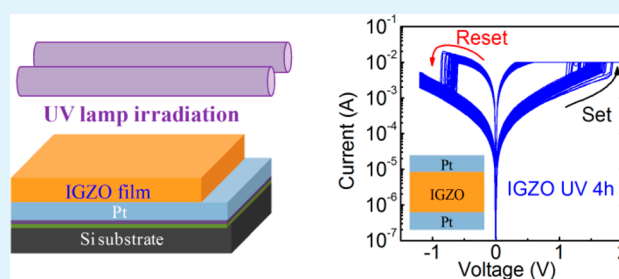 UV lamp irradiation
IGZO film
Pt
Si substrate
Current (A)
10⁻¹
10⁻²
10⁻³
10⁻⁴
10⁻⁵
10⁻⁶
10⁻⁷
Reset
Set
Pt
IGZO
Pt
IGZO UV 4h
-1 0 1 2
Voltage (V)